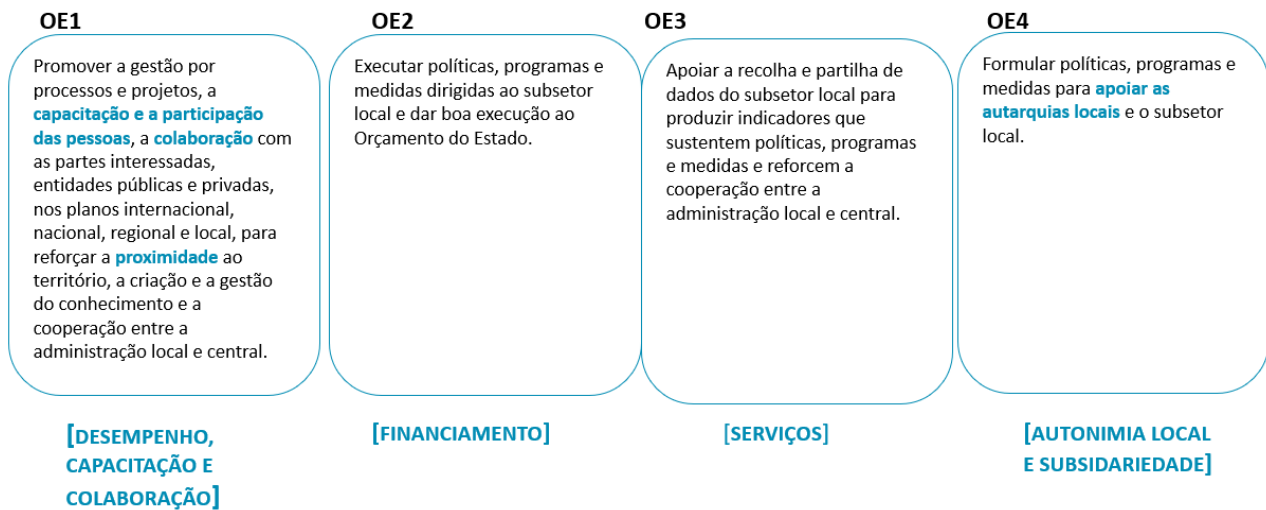 OE1
Promover a gestão por
processos e projetos, a
capacitação e a participação
das pessoas, a colaboração com
as partes interessadas,
entidades públicas e privadas,
nos planos internacional,
nacional, regional e local, para
reforçar a proximidade ao
território, a criação e a gestão
do conhecimento e a
cooperação entre a
administração local e central.
[DESEMPENHO,
CAPACITAÇÃO E
COLABORAÇÃO]
OE2
Executar políticas, programas e
medidas dirigidas ao subsetor
local e dar boa execução ao
Orçamento do Estado.
[FINANCIAMENTO]
OE3
Apoiar a recolha e partilha de
dados do subsetor local para
produzir indicadores que
sustentem políticas, programas
e medidas e reforcem a
cooperação entre a
administração local e central.
[SERVIÇOS]
OE4
Formular políticas, programas e
medidas para apoiar as
autarquias locais e o subsetor
local.
[AUTONIMIA LOCAL
E SUBSIDARIEDADE]